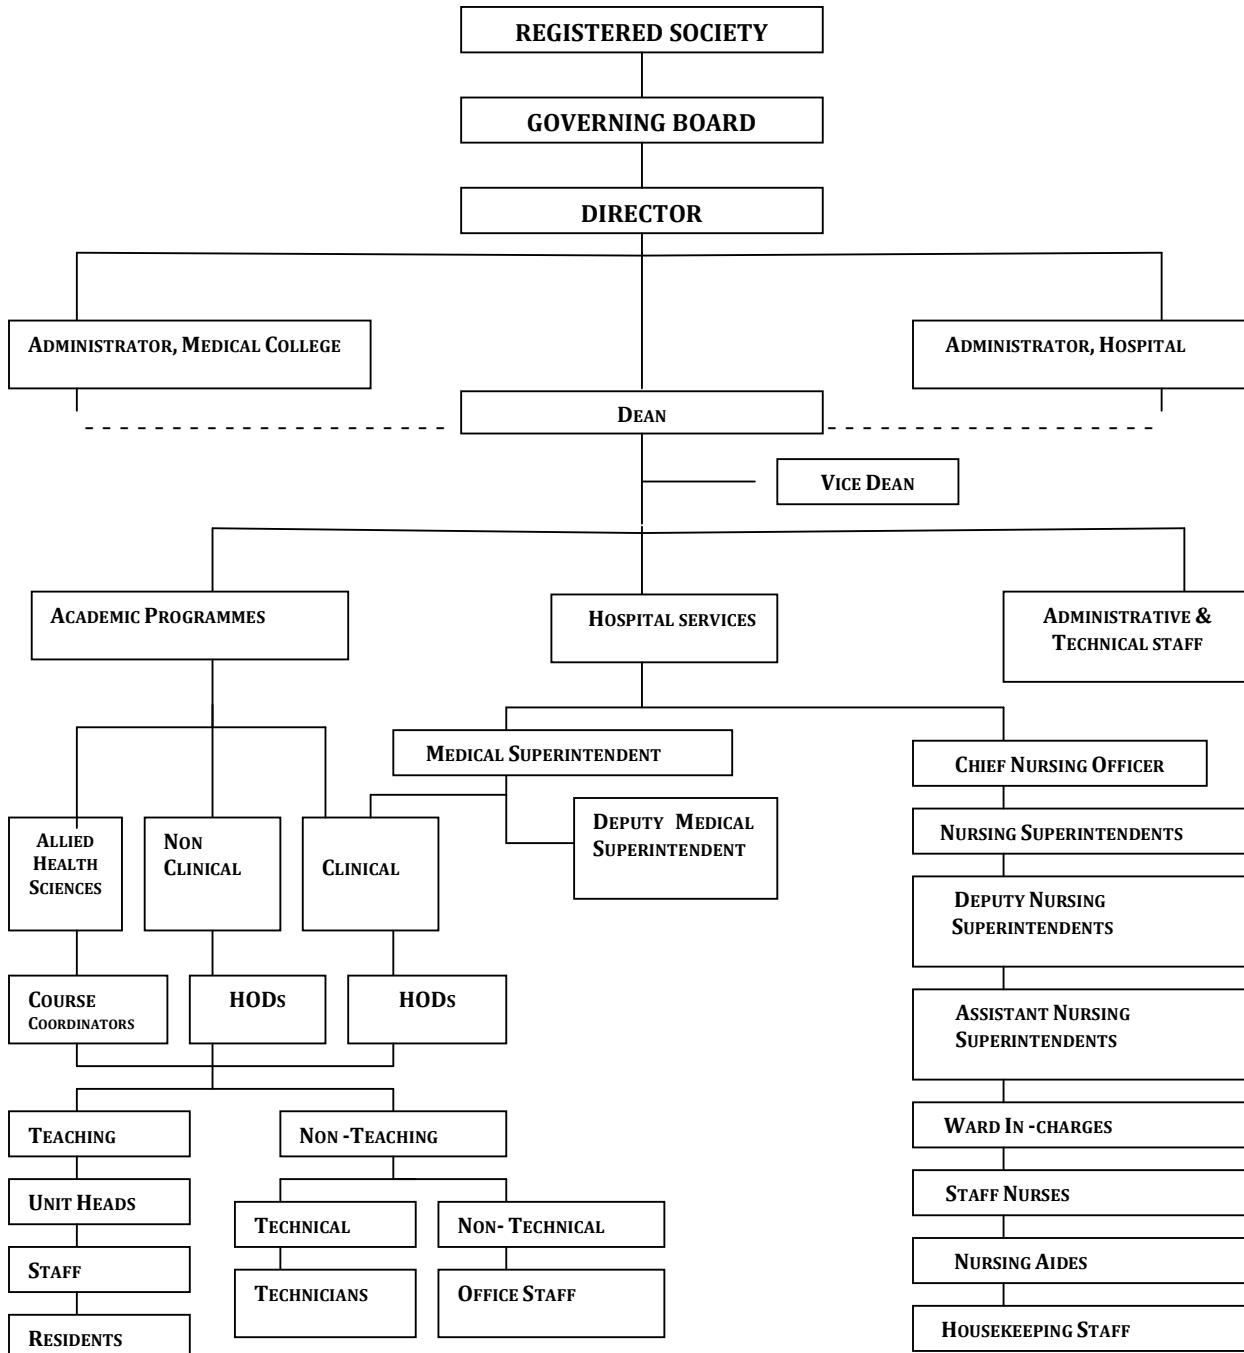 REGISTERED SOCIETY
GOVERNING BOARD
DIRECTOR
ADMINISTRATOR, MEDICAL COLLEGE
ADMINISTRATOR, HOSPITAL
DEAN
VICE DEAN
ACADEMIC PROGRAMMES
HOSPITAL SERVICES
ADMINISTRATIVE &
TECHNICAL STAFF
MEDICAL SUPERINTENDENT
CHIEF NURSING OFFICER
DEPUTY MEDICAL
SUPERINTENDENT
ALLIED
HEALTH
SCIENCES
NON
CLINICAL
CLINICAL
NURSING SUPERINTENDENTS
DEPUTY NURSING
SUPERINTENDENTS
COURSE
COORDINATORS
HODS
HODS
ASSISTANT NURSING
SUPERINTENDENTS
TEACHING
NON -TEACHING
WARD IN -CHARGES
UNIT HEADS
STAFF NURSES
TECHNICAL
NON- TECHNICAL
STAFF
NURSING AIDES
TECHNICIANS
OFFICE STAFF
RESIDENTS
HOUSEKEEPING STAFF